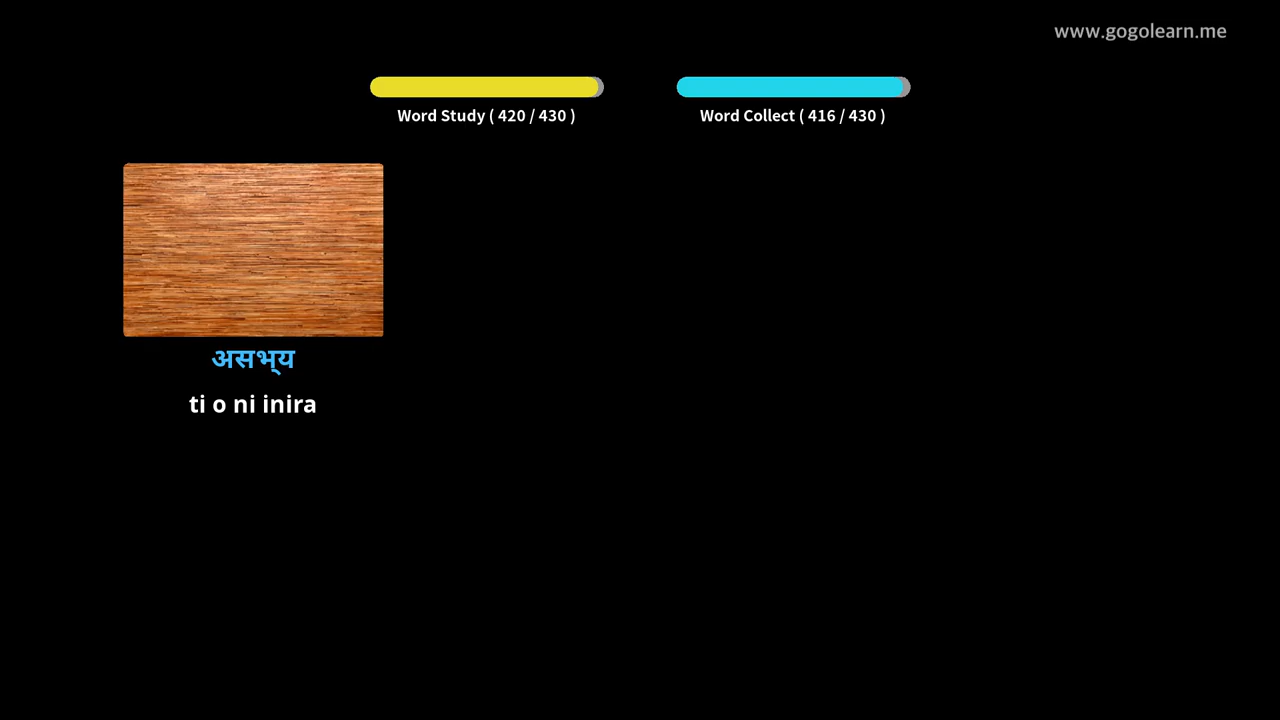 www.gogolearn.me
Word Study ( 420 / 430 )
Word Collect ( 416 / 430 )
असभ्य
ti o ni inira